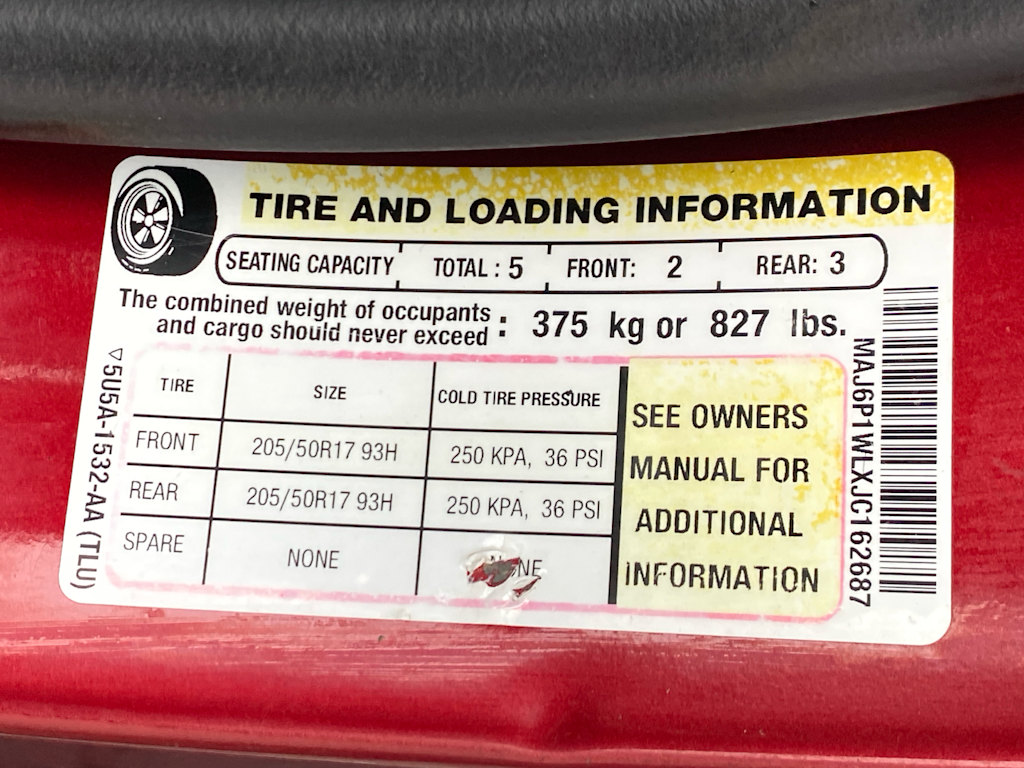 TIRE AND LOADING INFORMATION
SEATING CAPACITY TOTAL : 5 FRONT: 2 REAR: 3
The combined weight of occupants
and cargo should never exceed : 375 kg or 827 lbs.
TIRE SIZE COLD TIRE PRESSURE
FRONT 205/50R17 93H 250 KPA, 36 PSI
REAR 205/50R17 93H 250 KPA, 36 PSI
SPARE NONE
SEE OWNERS
MANUAL FOR
ADDITIONAL
INFORMATION
5U5A-1532-AA (TLU)
MAJ6P1WLXJC162687